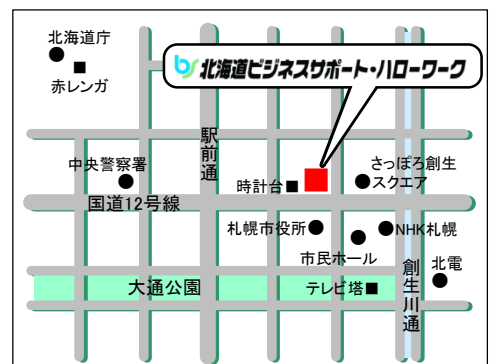 北海道庁
赤レンガ
bs 北海道ビジネスサポート・ハローワーク
駅前通
中央警察署
時計台
さっぽろ創生
スクエア
国道12号線
札幌市役所
NHK札幌
市民ホール
北電
大通公園
テレビ塔
創生川通